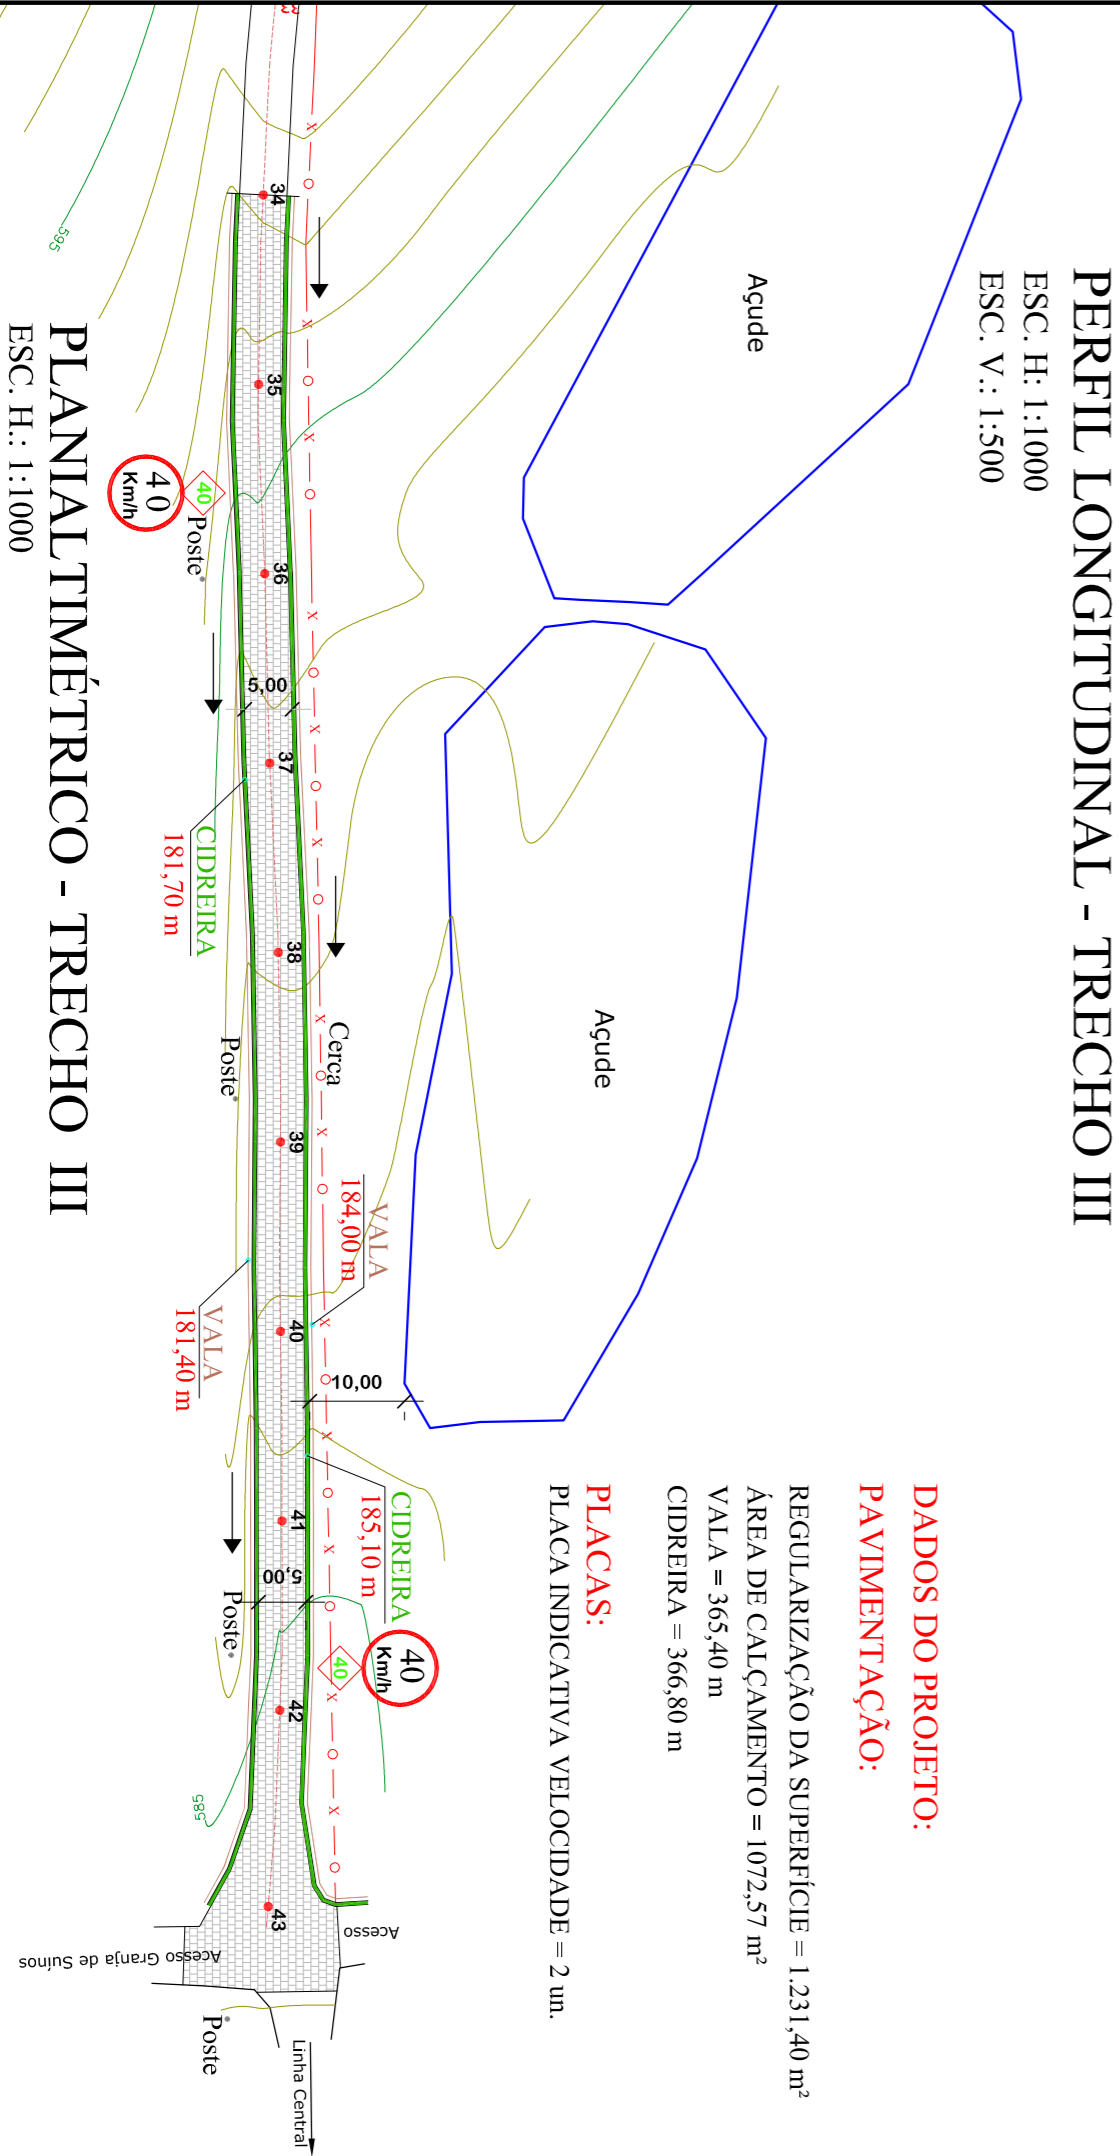 PERFIL LONGITUDINAL - TRECHO III
ESC. H: 1:1000
ESC. V.: 1:500
Açude
Açude
DADOS DO PROJETO:
PAVIMENTAÇÃO:
REGULARIZAÇÃO DA SUPERFÍCIE = 1.231,40 m²
ÁREA DE CALÇAMENTO = 1072,57 m²
VALA = 365,40 m
CIDREIRA = 366,80 m
PLACAS:
PLACA INDICATIVA VELOCIDADE = 2 un.
33
34
35
36
37
38
39
40
41
42
43
595
585
5,00
5,00
10,00
Cerca
VALA
184,00 m
CIDREIRA
185,10 m
40
Km/h
40
Acesso
Linha Central
40
40
Km/h
Poste
CIDREIRA
181,70 m
Poste
VALA
181,40 m
Poste
Acesso Granja de Suínos
Poste
PLANIALTIMÉTRICO - TRECHO III
ESC. H.: 1:1000